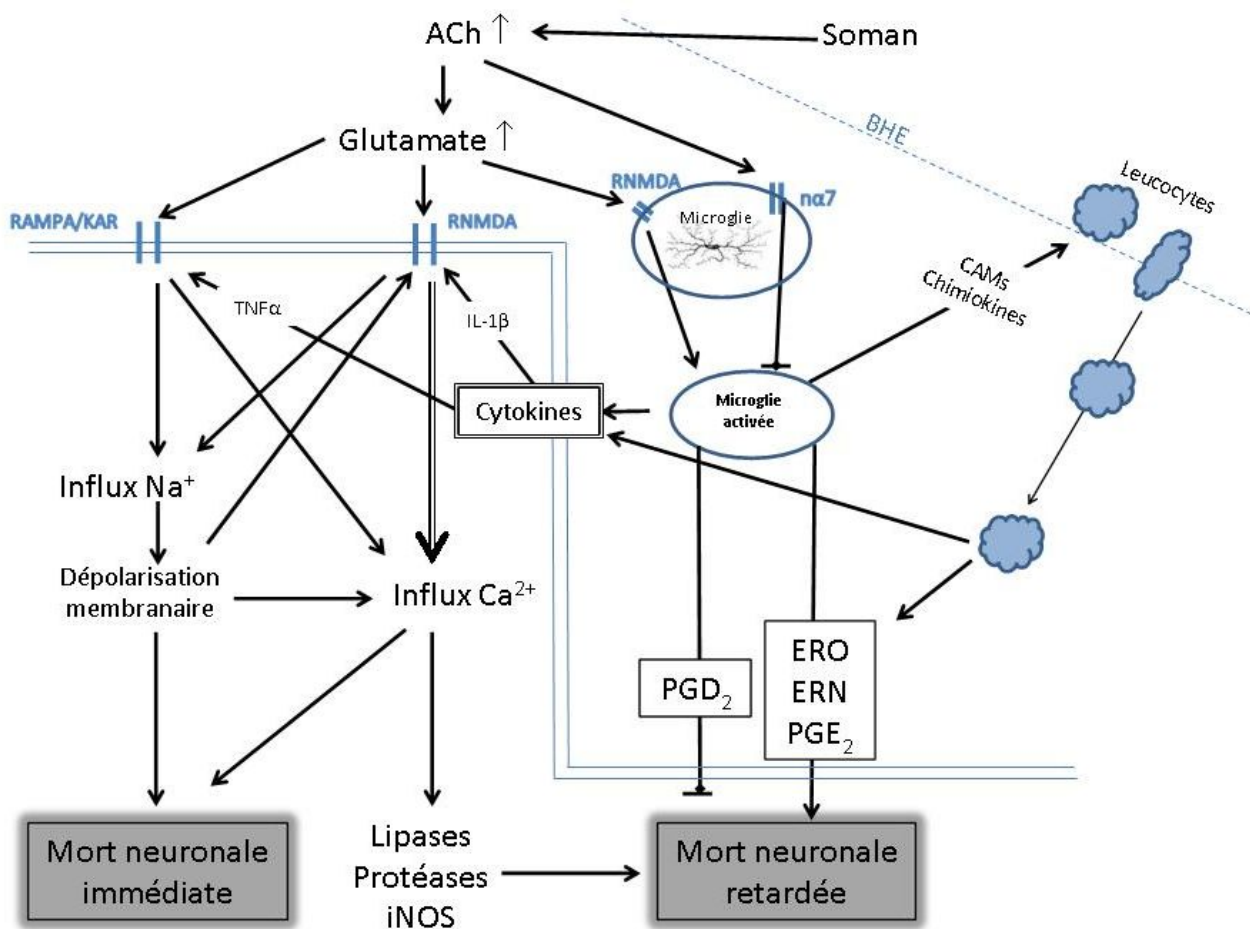 ACh ↑
Soman
BHE
Glutamate ↑
Leucocytes
RNMDA
nα7
RAMPA/KAR
RNMDA
Microglie
CAMs
Chimiokines
TNFα
IL-1β
Cytokines
Microglie
activée
Influx Na⁺
Dépolarisation
membranaire
Influx Ca²⁺
ERO
ERN
PGE₂
PGD₂
Mort neuronale
immédiate
Lipases
Protéases
iNOS
Mort neuronale
retardée